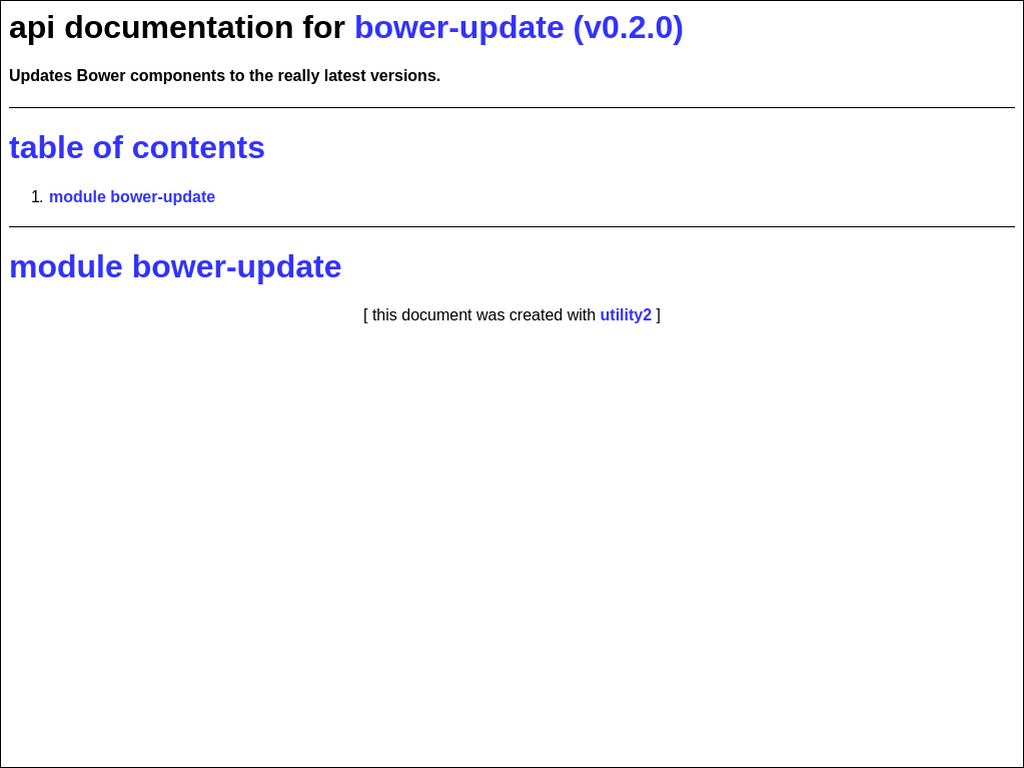 api documentation for bower-update (v0.2.0)
Updates Bower components to the really latest versions.
table of contents
1. module bower-update
module bower-update
[ this document was created with utility2 ]